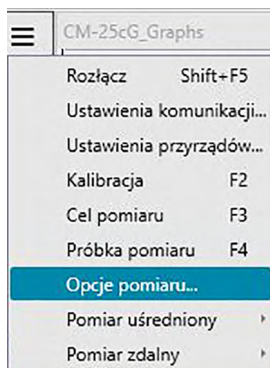 CM-25cG_Graphs
Rozłącz Shift+F5
Ustawienia komunikacji...
Ustawienia przyrządów...
Kalibracja F2
Cel pomiaru F3
Próbka pomiaru F4
Opcje pomiaru...
Pomiar uśredniony
Pomiar zdalny